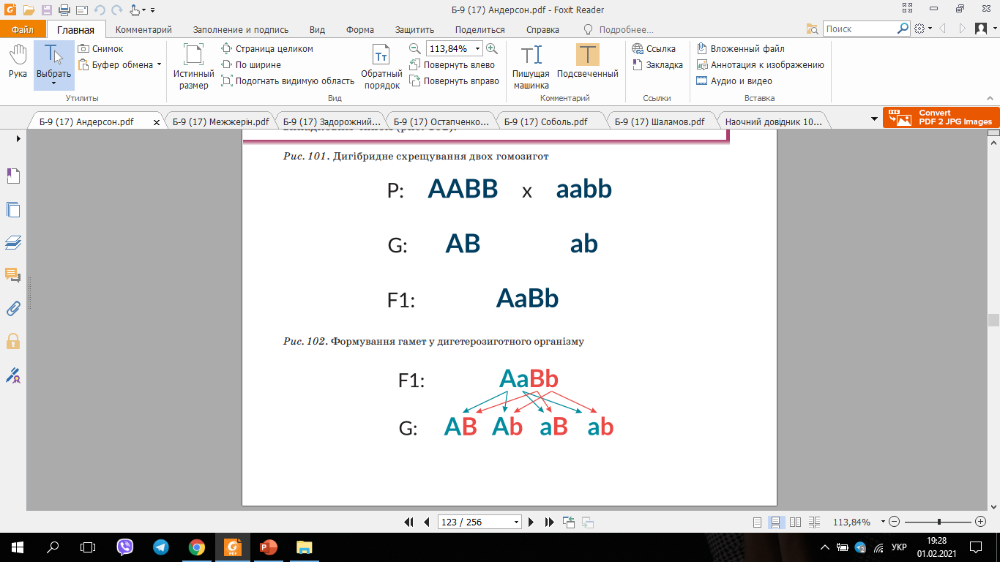 Б-9 (17) Андерсон.pdf - Foxit Reader
Файл Главная Комментарий Заполнение и подпись Вид Форма Защитить Поделиться Справка Подробнее... Поиск
Рука
Выбрать
Снимок
Буфер обмена
Утилиты
Истинный размер
Страница целиком
По ширине
Подогнать видимую область
Обратный порядок
113,84%
Повернуть влево
Повернуть вправо
Вид
Пишущая машинка
Подсвеченный
Комментарий
Ссылка
Закладка
Ссылки
Вложенный файл
Аннотация к изображению
Аудио и видео
Вставка
Б-9 (17) Андерсон.pdf Б-9 (17) Межжерін.pdf Б-9 (17) Задорожний... Б-9 (17) Остапченко... Б-9 (17) Соболь.pdf Б-9 (17) Шаламов.pdf Наочний довідник 10...
Convert
PDF 2 JPG Images
Рис. 101. Дигібридне схрещування двох гомозигот
P: AABB x aabb
G: AB ab
F1: AaBb
Рис. 102. Формування гамет у дигетерозиготного організму
F1: AaBb
G: AB Ab aB ab
123 / 256
113,84%
УКР
19:28
01.02.2021